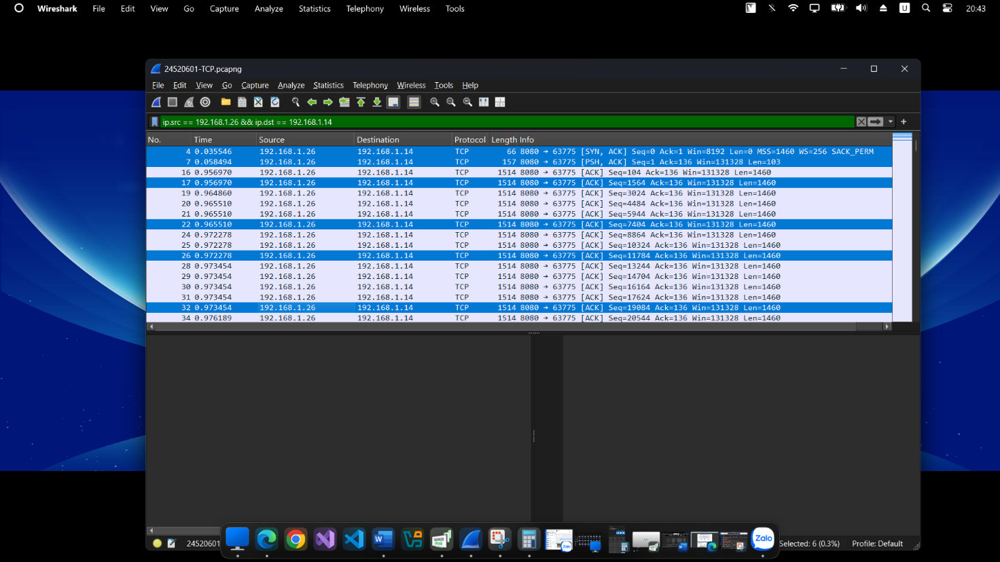 Wireshark File Edit View Go Capture Analyze Statistics Telephony Wireless Tools U 20:43
24520601-TCP.pcapng
File Edit View Go Capture Analyze Statistics Telephony Wireless Tools Help
ip.src == 192.168.1.26 && ip.dst == 192.168.1.14
No. Time Source Destination Protocol Length Info
4 0.035546 192.168.1.26 192.168.1.14 TCP 66 8080 → 63775 [SYN, ACK] Seq=0 Ack=1 Win=8192 Len=0 MSS=1460 WS=256 SACK_PERM
7 0.058494 192.168.1.26 192.168.1.14 TCP 157 8080 → 63775 [PSH, ACK] Seq=1 Ack=136 Win=131328 Len=103
16 0.956970 192.168.1.26 192.168.1.14 TCP 1514 8080 → 63775 [ACK] Seq=104 Ack=136 Win=131328 Len=1460
17 0.956970 192.168.1.26 192.168.1.14 TCP 1514 8080 → 63775 [ACK] Seq=1564 Ack=136 Win=131328 Len=1460
19 0.964860 192.168.1.26 192.168.1.14 TCP 1514 8080 → 63775 [ACK] Seq=3024 Ack=136 Win=131328 Len=1460
20 0.965510 192.168.1.26 192.168.1.14 TCP 1514 8080 → 63775 [ACK] Seq=4484 Ack=136 Win=131328 Len=1460
21 0.965510 192.168.1.26 192.168.1.14 TCP 1514 8080 → 63775 [ACK] Seq=5944 Ack=136 Win=131328 Len=1460
22 0.965510 192.168.1.26 192.168.1.14 TCP 1514 8080 → 63775 [ACK] Seq=7404 Ack=136 Win=131328 Len=1460
24 0.972278 192.168.1.26 192.168.1.14 TCP 1514 8080 → 63775 [ACK] Seq=8864 Ack=136 Win=131328 Len=1460
25 0.972278 192.168.1.26 192.168.1.14 TCP 1514 8080 → 63775 [ACK] Seq=10324 Ack=136 Win=131328 Len=1460
26 0.972278 192.168.1.26 192.168.1.14 TCP 1514 8080 → 63775 [ACK] Seq=11784 Ack=136 Win=131328 Len=1460
28 0.973454 192.168.1.26 192.168.1.14 TCP 1514 8080 → 63775 [ACK] Seq=13244 Ack=136 Win=131328 Len=1460
29 0.973454 192.168.1.26 192.168.1.14 TCP 1514 8080 → 63775 [ACK] Seq=14704 Ack=136 Win=131328 Len=1460
30 0.973454 192.168.1.26 192.168.1.14 TCP 1514 8080 → 63775 [ACK] Seq=16164 Ack=136 Win=131328 Len=1460
31 0.973454 192.168.1.26 192.168.1.14 TCP 1514 8080 → 63775 [ACK] Seq=17624 Ack=136 Win=131328 Len=1460
32 0.973454 192.168.1.26 192.168.1.14 TCP 1514 8080 → 63775 [ACK] Seq=19084 Ack=136 Win=131328 Len=1460
34 0.976189 192.168.1.26 192.168.1.14 TCP 1514 8080 → 63775 [ACK] Seq=20544 Ack=136 Win=131328 Len=1460
24520601 Zalo Selected: 6 (0.3%) Profile: Default